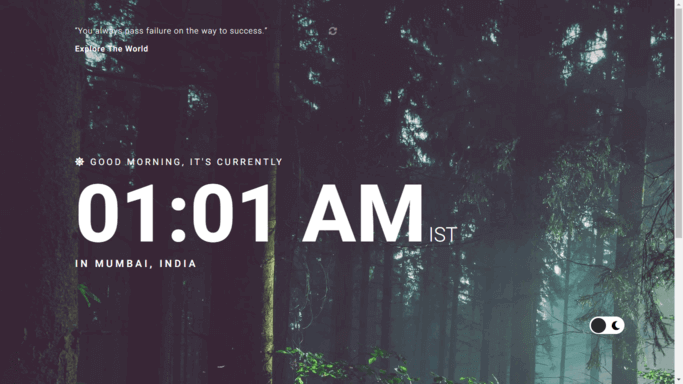 “You always pass failure on the way to success.”
Explore The World
GOOD MORNING, IT'S CURRENTLY
01:01 AM IST
IN MUMBAI, INDIA